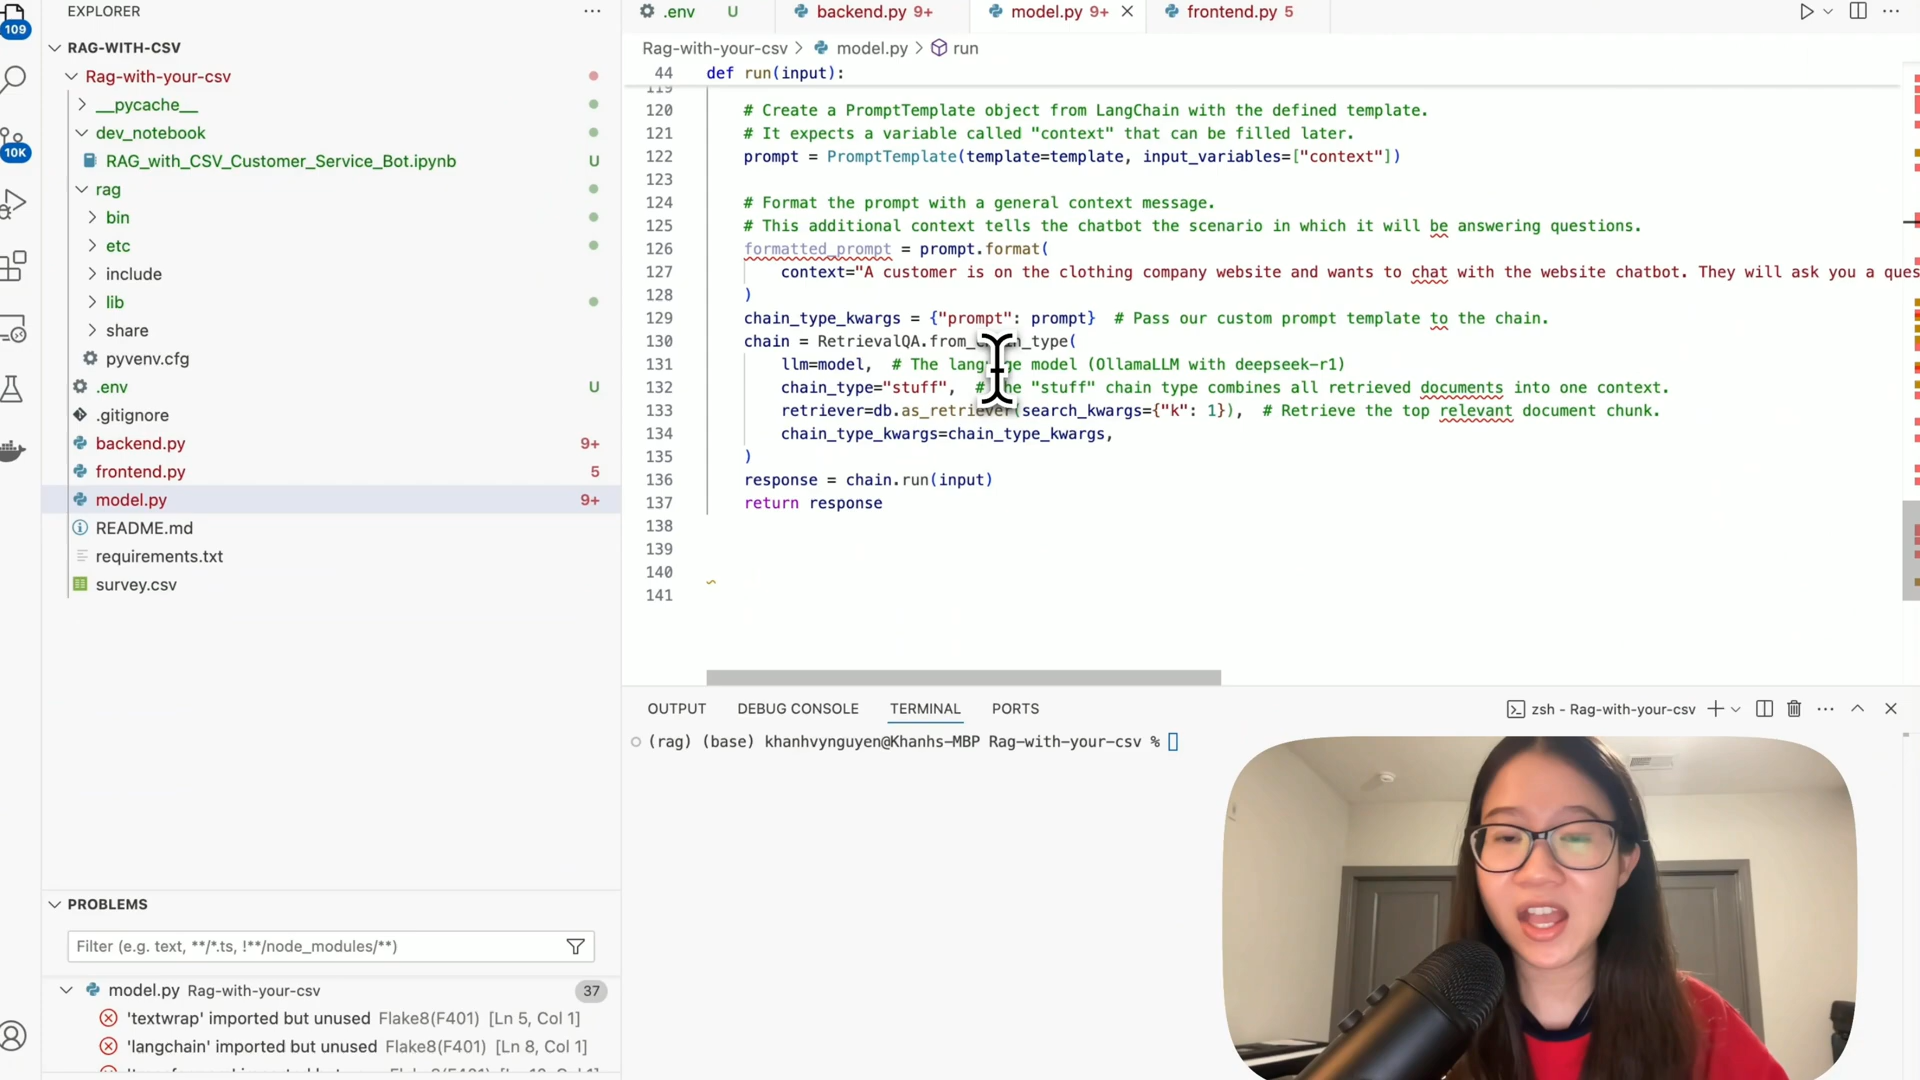 EXPLORER
.env U
backend.py 9+
model.py 9+
frontend.py 5
109
RAG-WITH-CSV
Rag-with-your-csv > model.py > run
Rag-with-your-csv
44 def run(input):
__pycache__
119
120 # Create a PromptTemplate object from LangChain with the defined template.
dev_notebook
121 # It expects a variable called "context" that can be filled later.
10K
RAG_with_CSV_Customer_Service_Bot.ipynb U
122 prompt = PromptTemplate(template=template, input_variables=["context"])
rag
123
124 # Format the prompt with a general context message.
bin
125 # This additional context tells the chatbot the scenario in which it will be answering questions.
etc
126 formatted_prompt = prompt.format(
include
127 context="A customer is on the clothing company website and wants to chat with the website chatbot. They will ask you a ques
lib
128 )
share
129 chain_type_kwargs = {"prompt": prompt} # Pass our custom prompt template to the chain.
pyvenv.cfg
130 chain = RetrievalQA.from_ _type(
131 llm=model, # The model (OllamaLLM with deepseek-r1)
.env U
132 chain_type="stuff", # "stuff" chain type combines all retrieved documents into one context.
.gitignore
133 retriever=db.as_retriever(search_kwargs={"k": 1}), # Retrieve the top relevant document chunk.
backend.py 9+
134 chain_type_kwargs=chain_type_kwargs,
frontend.py 5
135 )
136 response = chain.run(input)
model.py 9+
137 return response
README.md
138
139
requirements.txt
140
survey.csv
141
OUTPUT DEBUG CONSOLE TERMINAL PORTS
zsh - Rag-with-your-csv
(rag) (base) khanhvynguyen@Khanhs-MBP Rag-with-your-csv %
PROBLEMS
Filter (e.g. text, **/*.ts, !**/node_modules/**)
model.py Rag-with-your-csv 37
'textwrap' imported but unused Flake8(F401) [Ln 5, Col 1]
'langchain' imported but unused Flake8(F401) [Ln 8, Col 1]